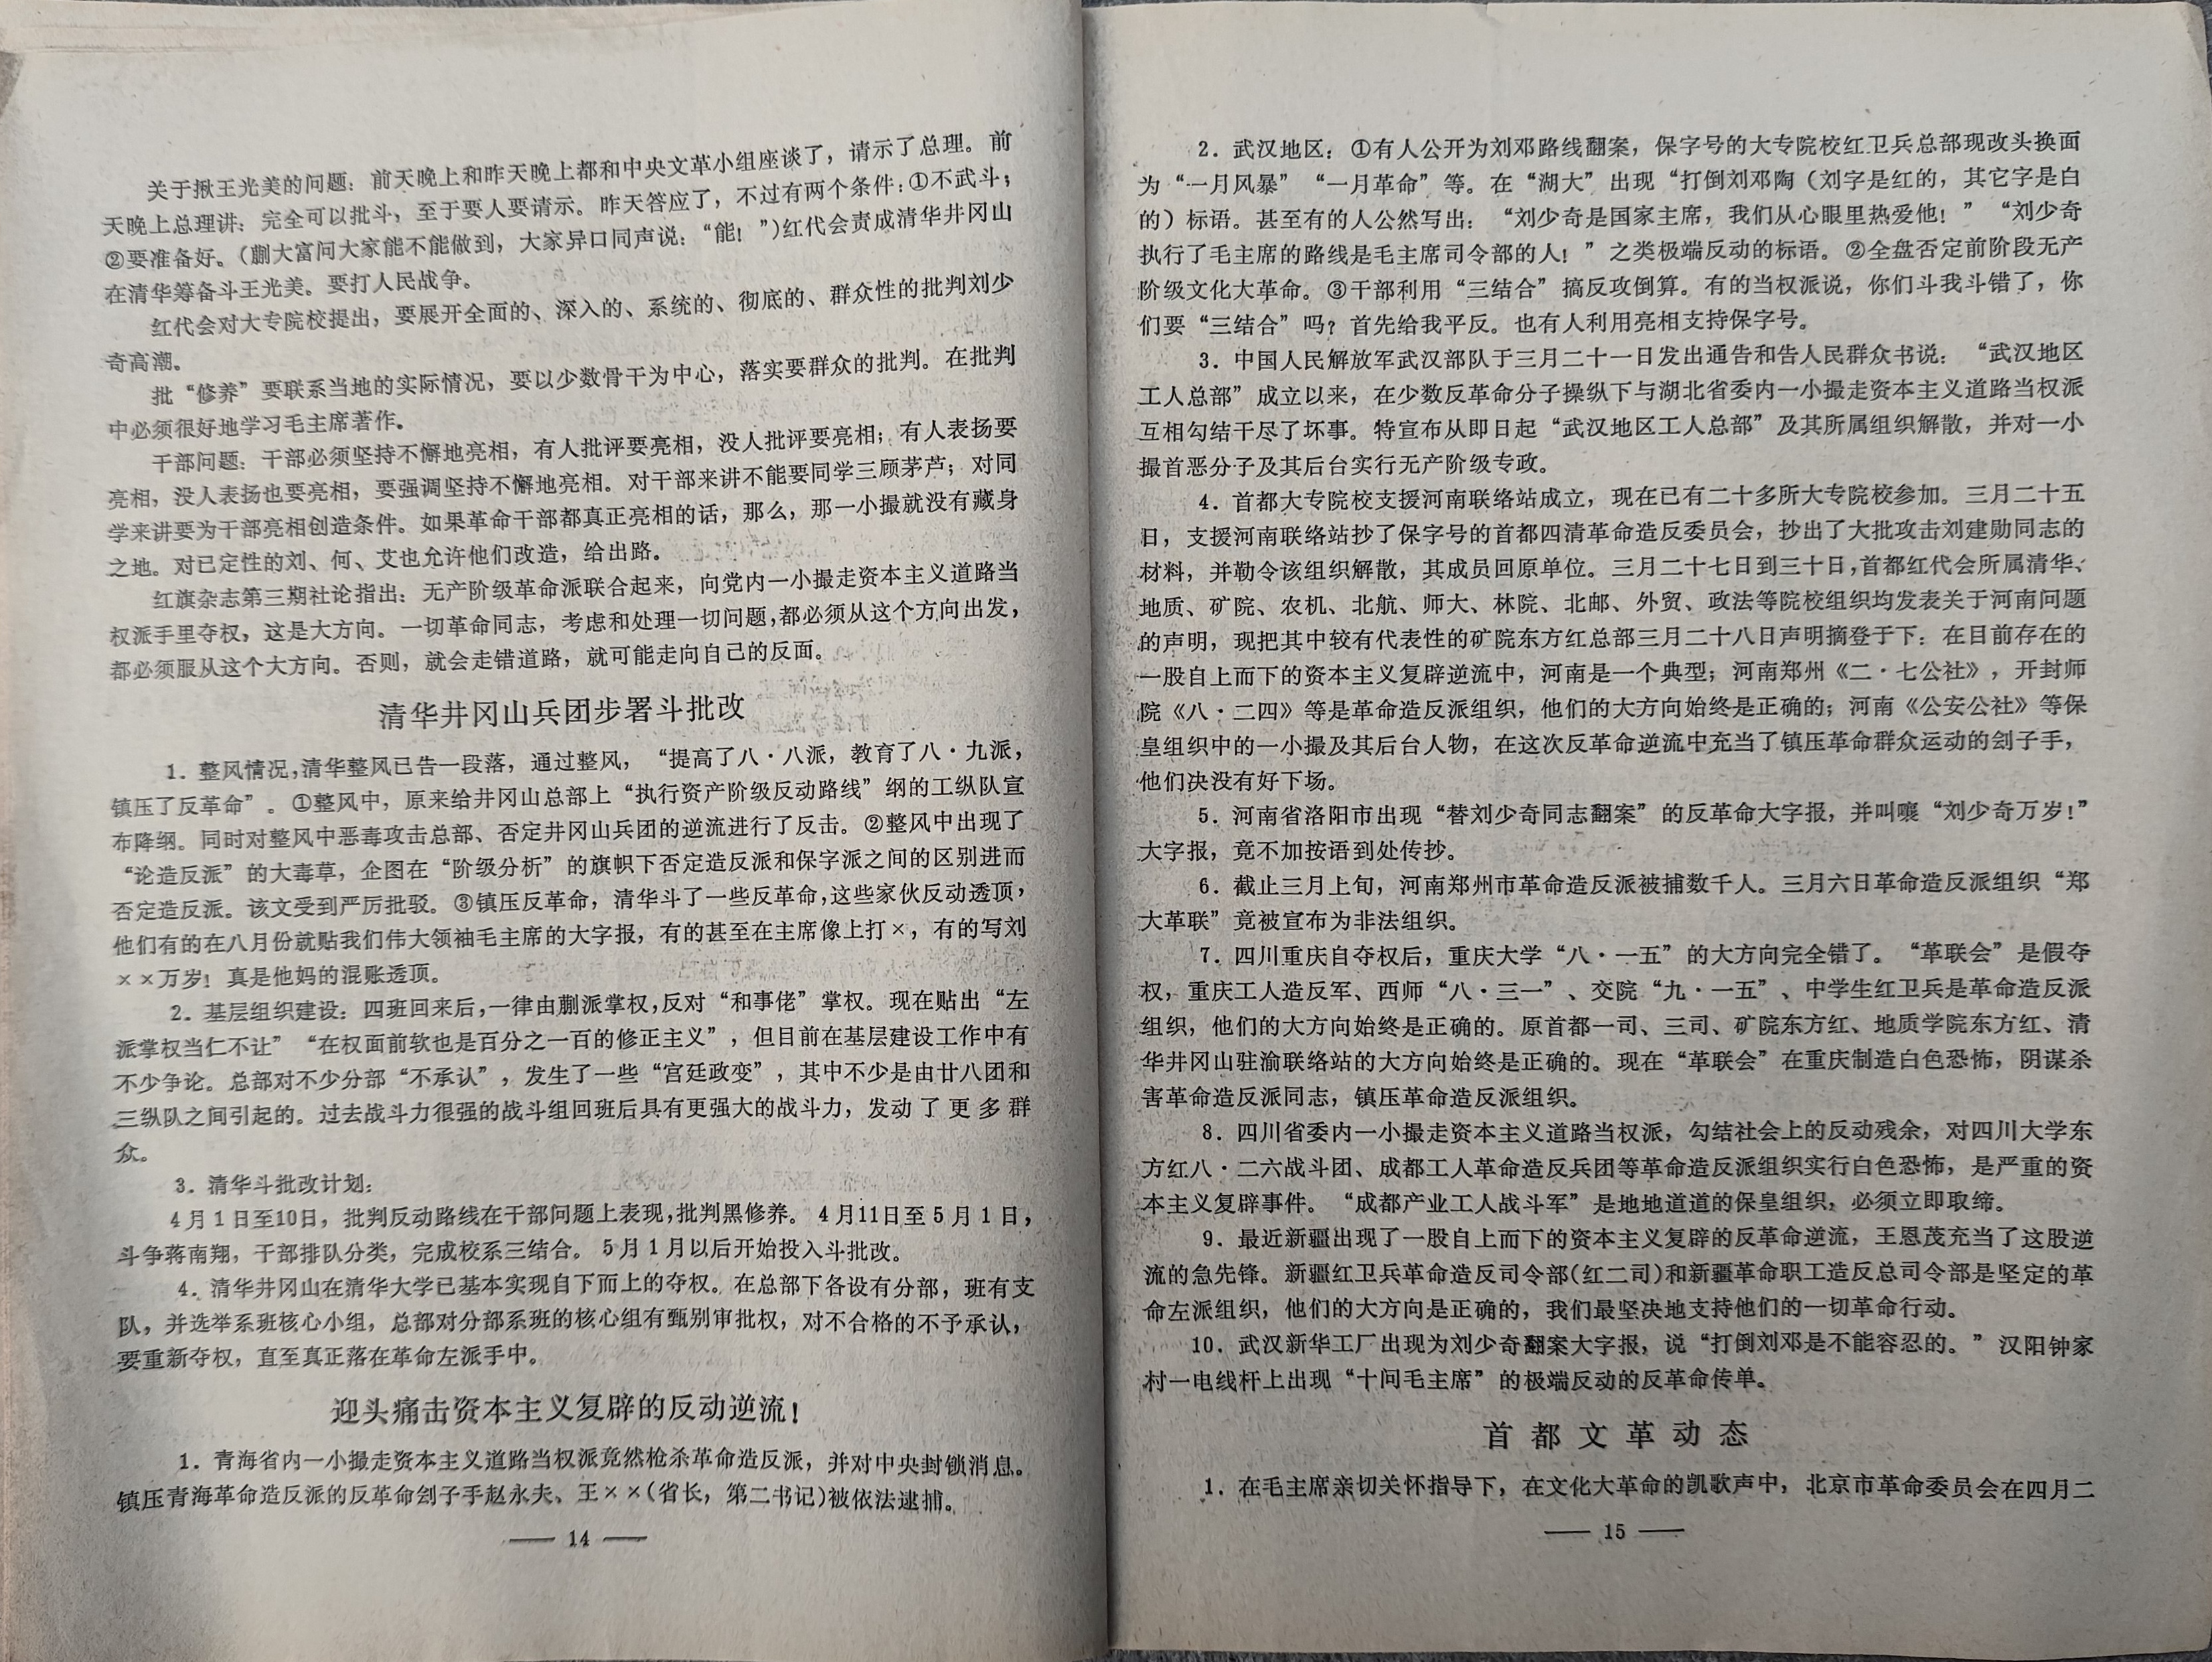 关于揪王光美的问题：前天晚上和昨天晚上都和中央文革小组座谈了，请示了总理。前
天晚上总理讲：完全可以批斗，至于要人要请示。昨天答应了，不过有两个条件：①不武斗；
②要准备好。（蒯大富问大家能不能做到，大家异口同声说：“能！”）红代会责成清华井冈山
在清华筹备斗王光美。要打人民战争。
红代会对大专院校提出，要展开全面的、深入的、系统的、彻底的、群众性的批判刘少
奇高潮。
批“修养”要联系当地的实际情况，要以少数骨干为中心，落实要群众的批判。在批判
中必须很好地学习毛主席著作。
干部问题：干部必须坚持不懈地亮相，有人批评要亮相，没人批评要亮相；有人表扬要
亮相，没人表扬也要亮相，要强调坚持不懈地亮相。对干部来讲不能要同学三顾茅芦；对同
学来讲要为干部亮相创造条件。如果革命干部都真正亮相的话，那么，那一小撮就没有藏身
之地。对已定性的刘、何、艾也允许他们改造，给出路。
红旗杂志第三期社论指出：无产阶级革命派联合起来，向党内一小撮走资本主义道路当
权派手里夺权，这是大方向。一切革命同志，考虑和处理一切问题，都必须从这个方向出发，
都必须服从这个大方向。否则，就会走错道路，就可能走向自己的反面。
清华井冈山兵团步署斗批改
1．整风情况，清华整风已告一段落，通过整风，“提高了八·八派，教育了八·九派，
镇压了反革命”。①整风中，原来给井冈山总部上“执行资产阶级反动路线”纲的工纵队宣
布降纲。同时对整风中恶毒攻击总部、否定井冈山兵团的逆流进行了反击。②整风中出现了
“论造反派”的大毒草，企图在“阶级分析”的旗帜下否定造反派和保字派之间的区别进而
否定造反派。该文受到严厉批驳。③镇压反革命，清华斗了一些反革命，这些家伙反动透顶，
他们有的在八月份就贴我们伟大领袖毛主席的大字报，有的甚至在主席像上打×，有的写刘
××万岁！真是他妈的混账透顶。
2．基层组织建设：四班回来后，一律由蒯派掌权，反对“和事佬”掌权。现在贴出“左
派掌权当仁不让”“在权面前软也是百分之一百的修正主义”，但目前在基层建设工作中有
不少争论。总部对不少分部“不承认”，发生了一些“宫廷政变”，其中不少是由廿八团和
三纵队之间引起的。过去战斗力很强的战斗组回班后具有更强大的战斗力，发动了更多群
众。
3．清华斗批改计划：
4月1日至10日，批判反动路线在干部问题上表现，批判黑修养。4月11日至5月1日，
斗争蒋南翔，干部排队分类，完成校系三结合。5月1月以后开始投入斗批改。
4．清华井冈山在清华大学已基本实现自下而上的夺权。在总部下各设有分部，班有支
队，并选举系班核心小组，总部对分部系班的核心组有甄别审批权，对不合格的不予承认，
要重新夺权，直至真正落在革命左派手中。
迎头痛击资本主义复辟的反动逆流！
1．青海省内一小撮走资本主义道路当权派竟然枪杀革命造反派，并对中央封锁消息。
镇压青海革命造反派的反革命刽子手赵永夫、王××（省长，第二书记）被依法逮捕。
—— 14 ——
2．武汉地区：①有人公开为刘邓路线翻案，保字号的大专院校红卫兵总部现改头换面
为“一月风暴”“一月革命”等。在“湖大”出现“打倒刘邓陶（刘字是红的，其它字是白
的）标语。甚至有的人公然写出：“刘少奇是国家主席，我们从心眼里热爱他！”“刘少奇
执行了毛主席的路线是毛主席司令部的人！”之类极端反动的标语。②全盘否定前阶段无产
阶级文化大革命。③干部利用“三结合”搞反攻倒算。有的当权派说，你们斗我斗错了，你
们要“三结合”吗？首先给我平反。也有人利用亮相支持保字号。
3．中国人民解放军武汉部队于三月二十一日发出通告和告人民群众书说：“武汉地区
工人总部”成立以来，在少数反革命分子操纵下与湖北省委内一小撮走资本主义道路当权派
互相勾结干尽了坏事。特宣布从即日起“武汉地区工人总部”及其所属组织解散，并对一小
撮首恶分子及其后台实行无产阶级专政。
4．首都大专院校支援河南联络站成立，现在已有二十多所大专院校参加。三月二十五
日，支援河南联络站抄了保字号的首都四清革命造反委员会，抄出了大批攻击刘建勋同志的
材料，并勒令该组织解散，其成员回原单位。三月二十七日到三十日，首都红代会所属清华、
地质、矿院、农机、北航、师大、林院、北邮、外贸、政法等院校组织均发表关于河南问题
的声明，现把其中较有代表性的矿院东方红总部三月二十八日声明摘登于下：在目前存在的
一股自上而下的资本主义复辟逆流中，河南是一个典型；河南郑州《二·七公社》，开封师
院《八·二四》等是革命造反派组织，他们的大方向始终是正确的；河南《公安公社》等保
皇组织中的一小撮及其后台人物，在这次反革命逆流中充当了镇压革命群众运动的刽子手，
他们决没有好下场。
5．河南省洛阳市出现“替刘少奇同志翻案”的反革命大字报，并叫嚷“刘少奇万岁！”
大字报，竟不加按语到处传抄。
6．截止三月上旬，河南郑州市革命造反派被捕数千人。三月六日革命造反派组织“郑
大革联”竟被宣布为非法组织。
7．四川重庆自夺权后，重庆大学“八·一五”的大方向完全错了。“革联会”是假夺
权，重庆工人造反军、西师“八·三一”、交院“九·一五”、中学生红卫兵是革命造反派
组织，他们的大方向始终是正确的。原首都一司、三司、矿院东方红、地质学院东方红、清
华井冈山驻渝联络站的大方向始终是正确的。现在“革联会”在重庆制造白色恐怖，阴谋杀
害革命造反派同志，镇压革命造反派组织。
8．四川省委内一小撮走资本主义道路当权派，勾结社会上的反动残余，对四川大学东
方红八·二六战斗团、成都工人革命造反兵团等革命造反派组织实行白色恐怖，是严重的资
本主义复辟事件。“成都产业工人战斗军”是地地道道的保皇组织，必须立即取缔。
9．最近新疆出现了一股自上而下的资本主义复辟的反革命逆流，王恩茂充当了这股逆
流的急先锋。新疆红卫兵革命造反司令部（红二司）和新疆革命职工造反总司令部是坚定的革
命左派组织，他们的大方向是正确的，我们最坚决地支持他们的一切革命行动。
10．武汉新华工厂出现为刘少奇翻案大字报，说“打倒刘邓是不能容忍的。”汉阳钟家
村一电线杆上出现“十问毛主席”的极端反动的反革命传单。
首都文革动态
1．在毛主席亲切关怀指导下，在文化大革命的凯歌声中，北京市革命委员会在四月二
—— 15 ——